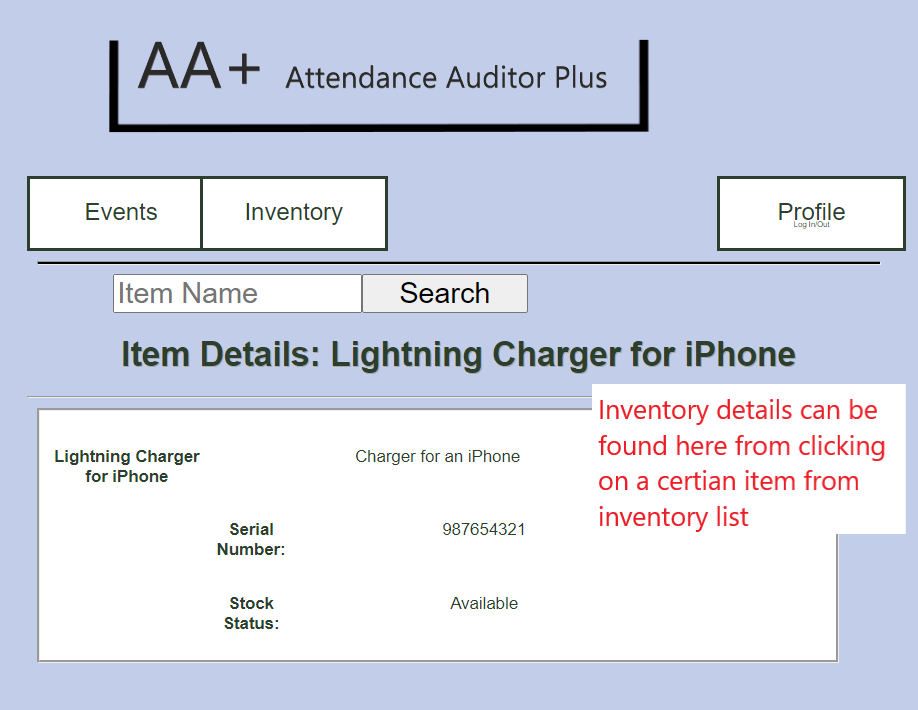 AA+ Attendance Auditor Plus
Events Inventory Profile
Log In/Out
Item Name Search
Item Details: Lightning Charger for iPhone
Inventory details can be
found here from clicking
on a certian item from
inventory list
Lightning Charger
for iPhone
Charger for an iPhone
Serial
Number:
987654321
Stock
Status:
Available